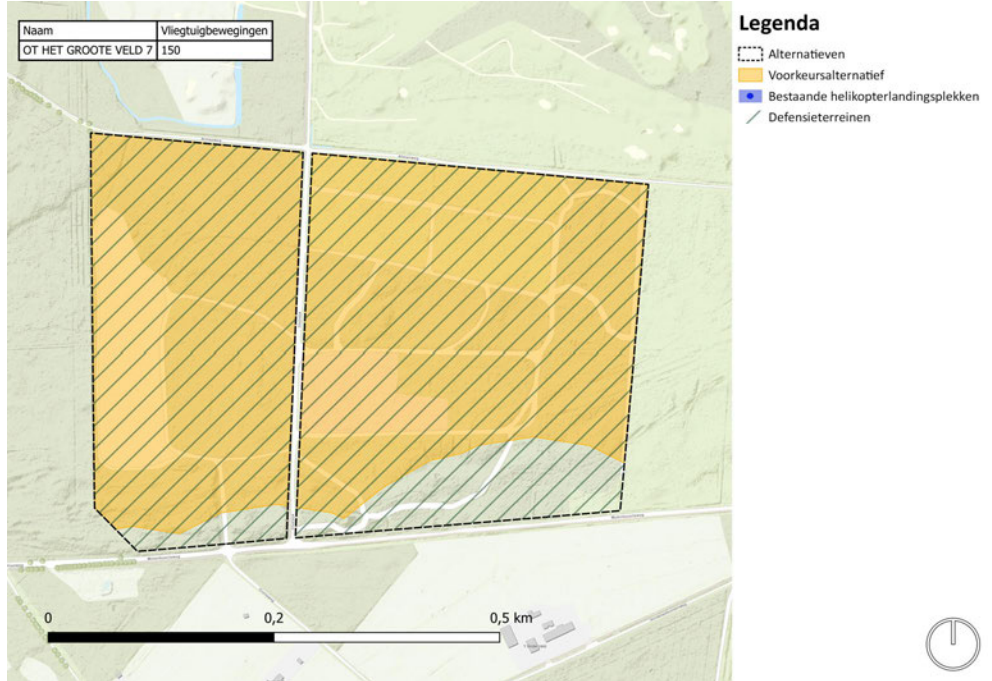 Naam Vliegtuigbewegingen
OT HET GROOTE VELD 7 150
Legenda
Alternatieven
Voorkeursalternatief
Bestaande helikopterlandingsplekken
Defensieterreinen
0 0,2 0,5 km